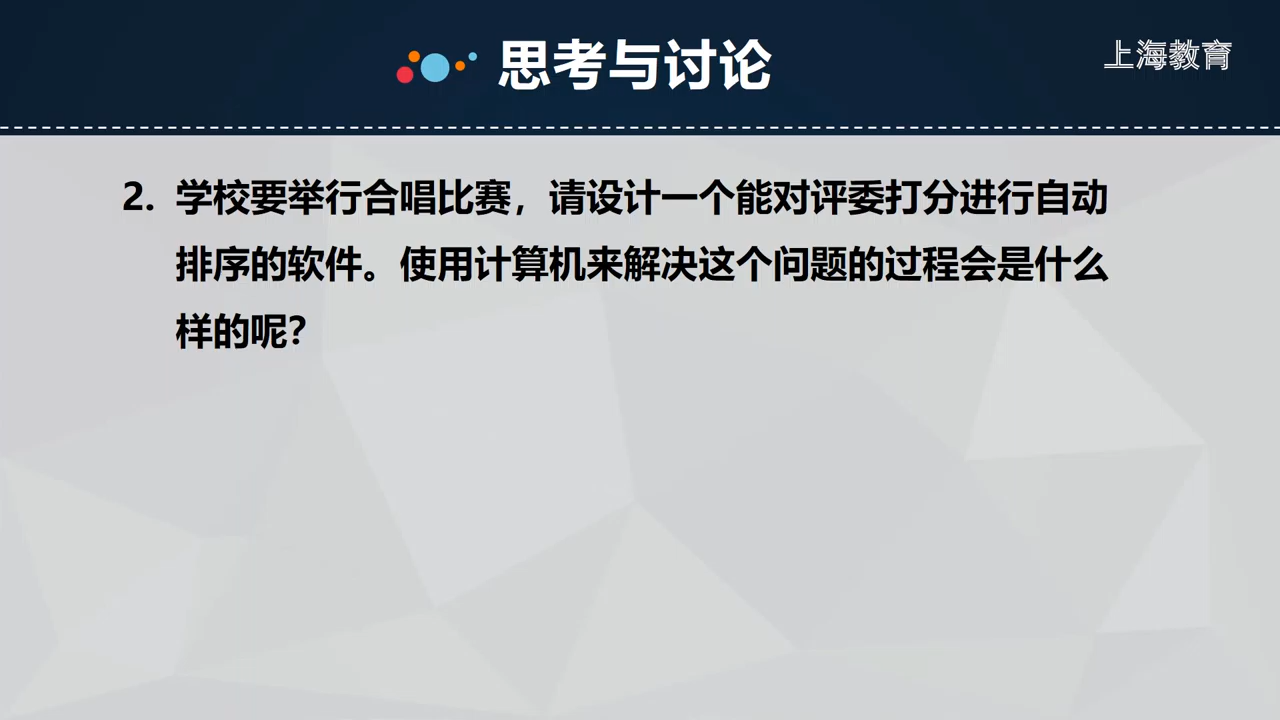 思考与讨论
上海教育
2. 学校要举行合唱比赛，请设计一个能对评委打分进行自动
排序的软件。使用计算机来解决这个问题的过程会是什么
样的呢？